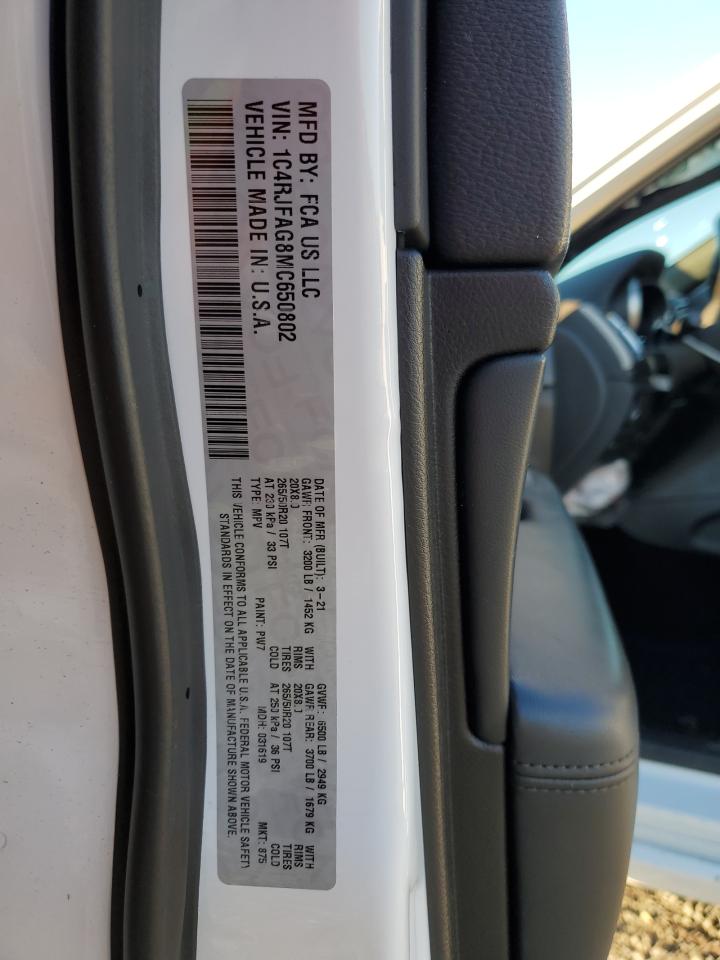 MFD BY: FCA US LLC
VIN: 1C4RJFAG8MC650802
VEHICLE MADE IN: U.S.A.
DATE OF MFR (BUILT): 3-21 GVWR: 6500 LB / 2949 KG
GAWR FRONT: 3200 LB / 1452 KG WITH GAWR REAR: 3700 LB / 1679 KG WITH
20X8.0 RIMS 20X8.0 RIMS
265/50R20 107T TIRES 265/50R20 107T TIRES
AT 230 kPa / 33 PSI COLD AT 250 kPa / 36 PSI COLD
TYPE: MPV PAINT: PW7 MDH: 031619 MKT: 875
THIS VEHICLE CONFORMS TO ALL APPLICABLE U.S.A. FEDERAL MOTOR VEHICLE SAFETY
STANDARDS IN EFFECT ON THE DATE OF MANUFACTURE SHOWN ABOVE.